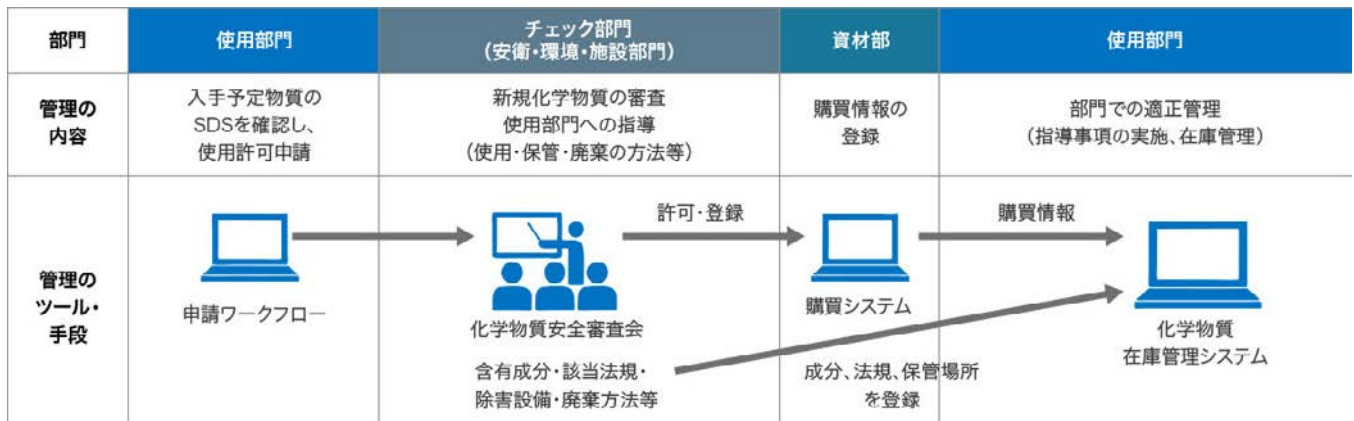 部門
使用部門
チェック部門
(安衛・環境・施設部門)
資材部
使用部門
管理の
内容
入手予定物質の
SDSを確認し、
使用許可申請
新規化学物質の審査
使用部門への指導
(使用・保管・廃棄の方法等)
購買情報の
登録
部門での適正管理
(指導事項の実施、在庫管理)
管理の
ツール・
手段
申請ワークフロー
許可・登録
化学物質安全審査会
含有成分・該当法規・
除害設備・廃棄方法等
購買システム
購買情報
成分、法規、保管場所
を登録
化学物質
在庫管理システム